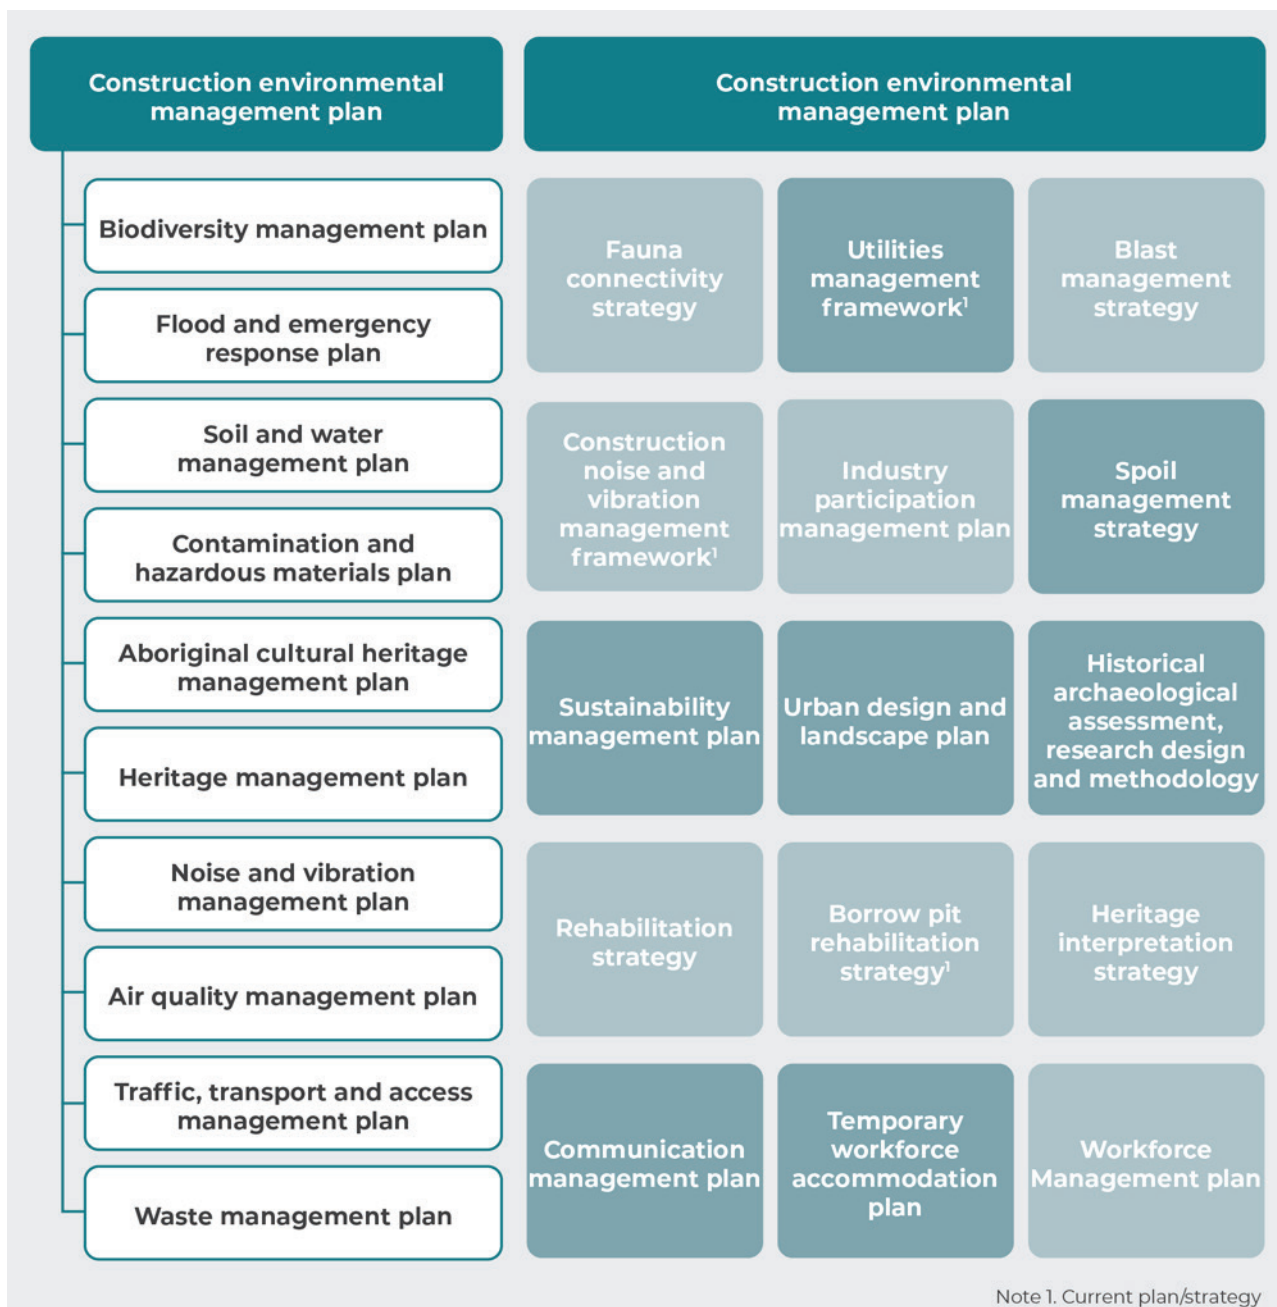 Construction environmental
management plan
Biodiversity management plan
Flood and emergency
response plan
Soil and water
management plan
Contamination and
hazardous materials plan
Aboriginal cultural heritage
management plan
Heritage management plan
Noise and vibration
management plan
Air quality management plan
Traffic, transport and access
management plan
Waste management plan
Construction environmental
management plan
Fauna
connectivity
strategy
Utilities
management
framework¹
Blast
management
strategy
Construction
noise and
vibration
management
framework¹
Industry
participation
management plan
Spoil
management
strategy
Sustainability
management plan
Urban design and
landscape plan
Historical
archaeological
assessment,
research design
and methodology
Rehabilitation
strategy
Borrow pit
rehabilitation
strategy¹
Heritage
interpretation
strategy
Communication
management plan
Temporary
workforce
accommodation
plan
Workforce
Management plan
Note 1. Current plan/strategy